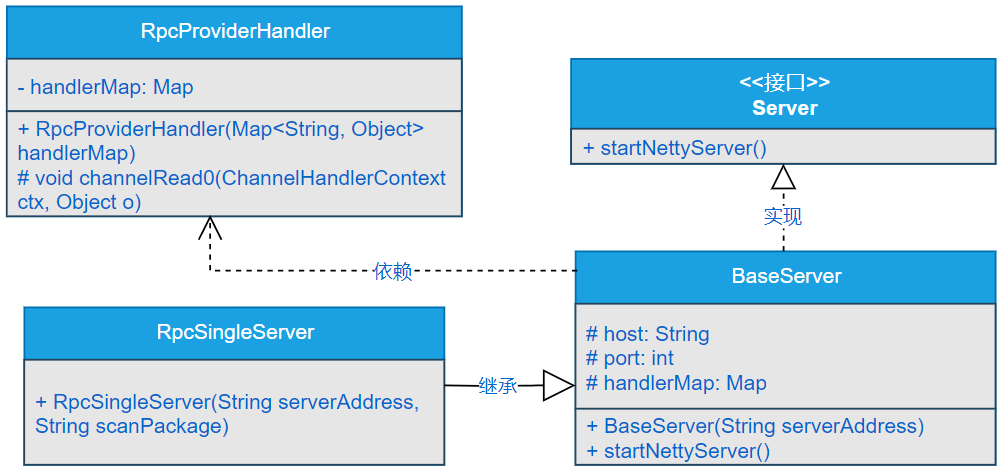 RpcProviderHandler
- handlerMap: Map
+ RpcProviderHandler(Map<String, Object>
handlerMap)
# void channelRead0(ChannelHandlerContext
ctx, Object o)
<<接口>>
Server
+ startNettyServer()
实现
依赖
BaseServer
# host: String
# port: int
# handlerMap: Map
+ BaseServer(String serverAddress)
+ startNettyServer()
RpcSingleServer
+ RpcSingleServer(String serverAddress,
String scanPackage)
继承